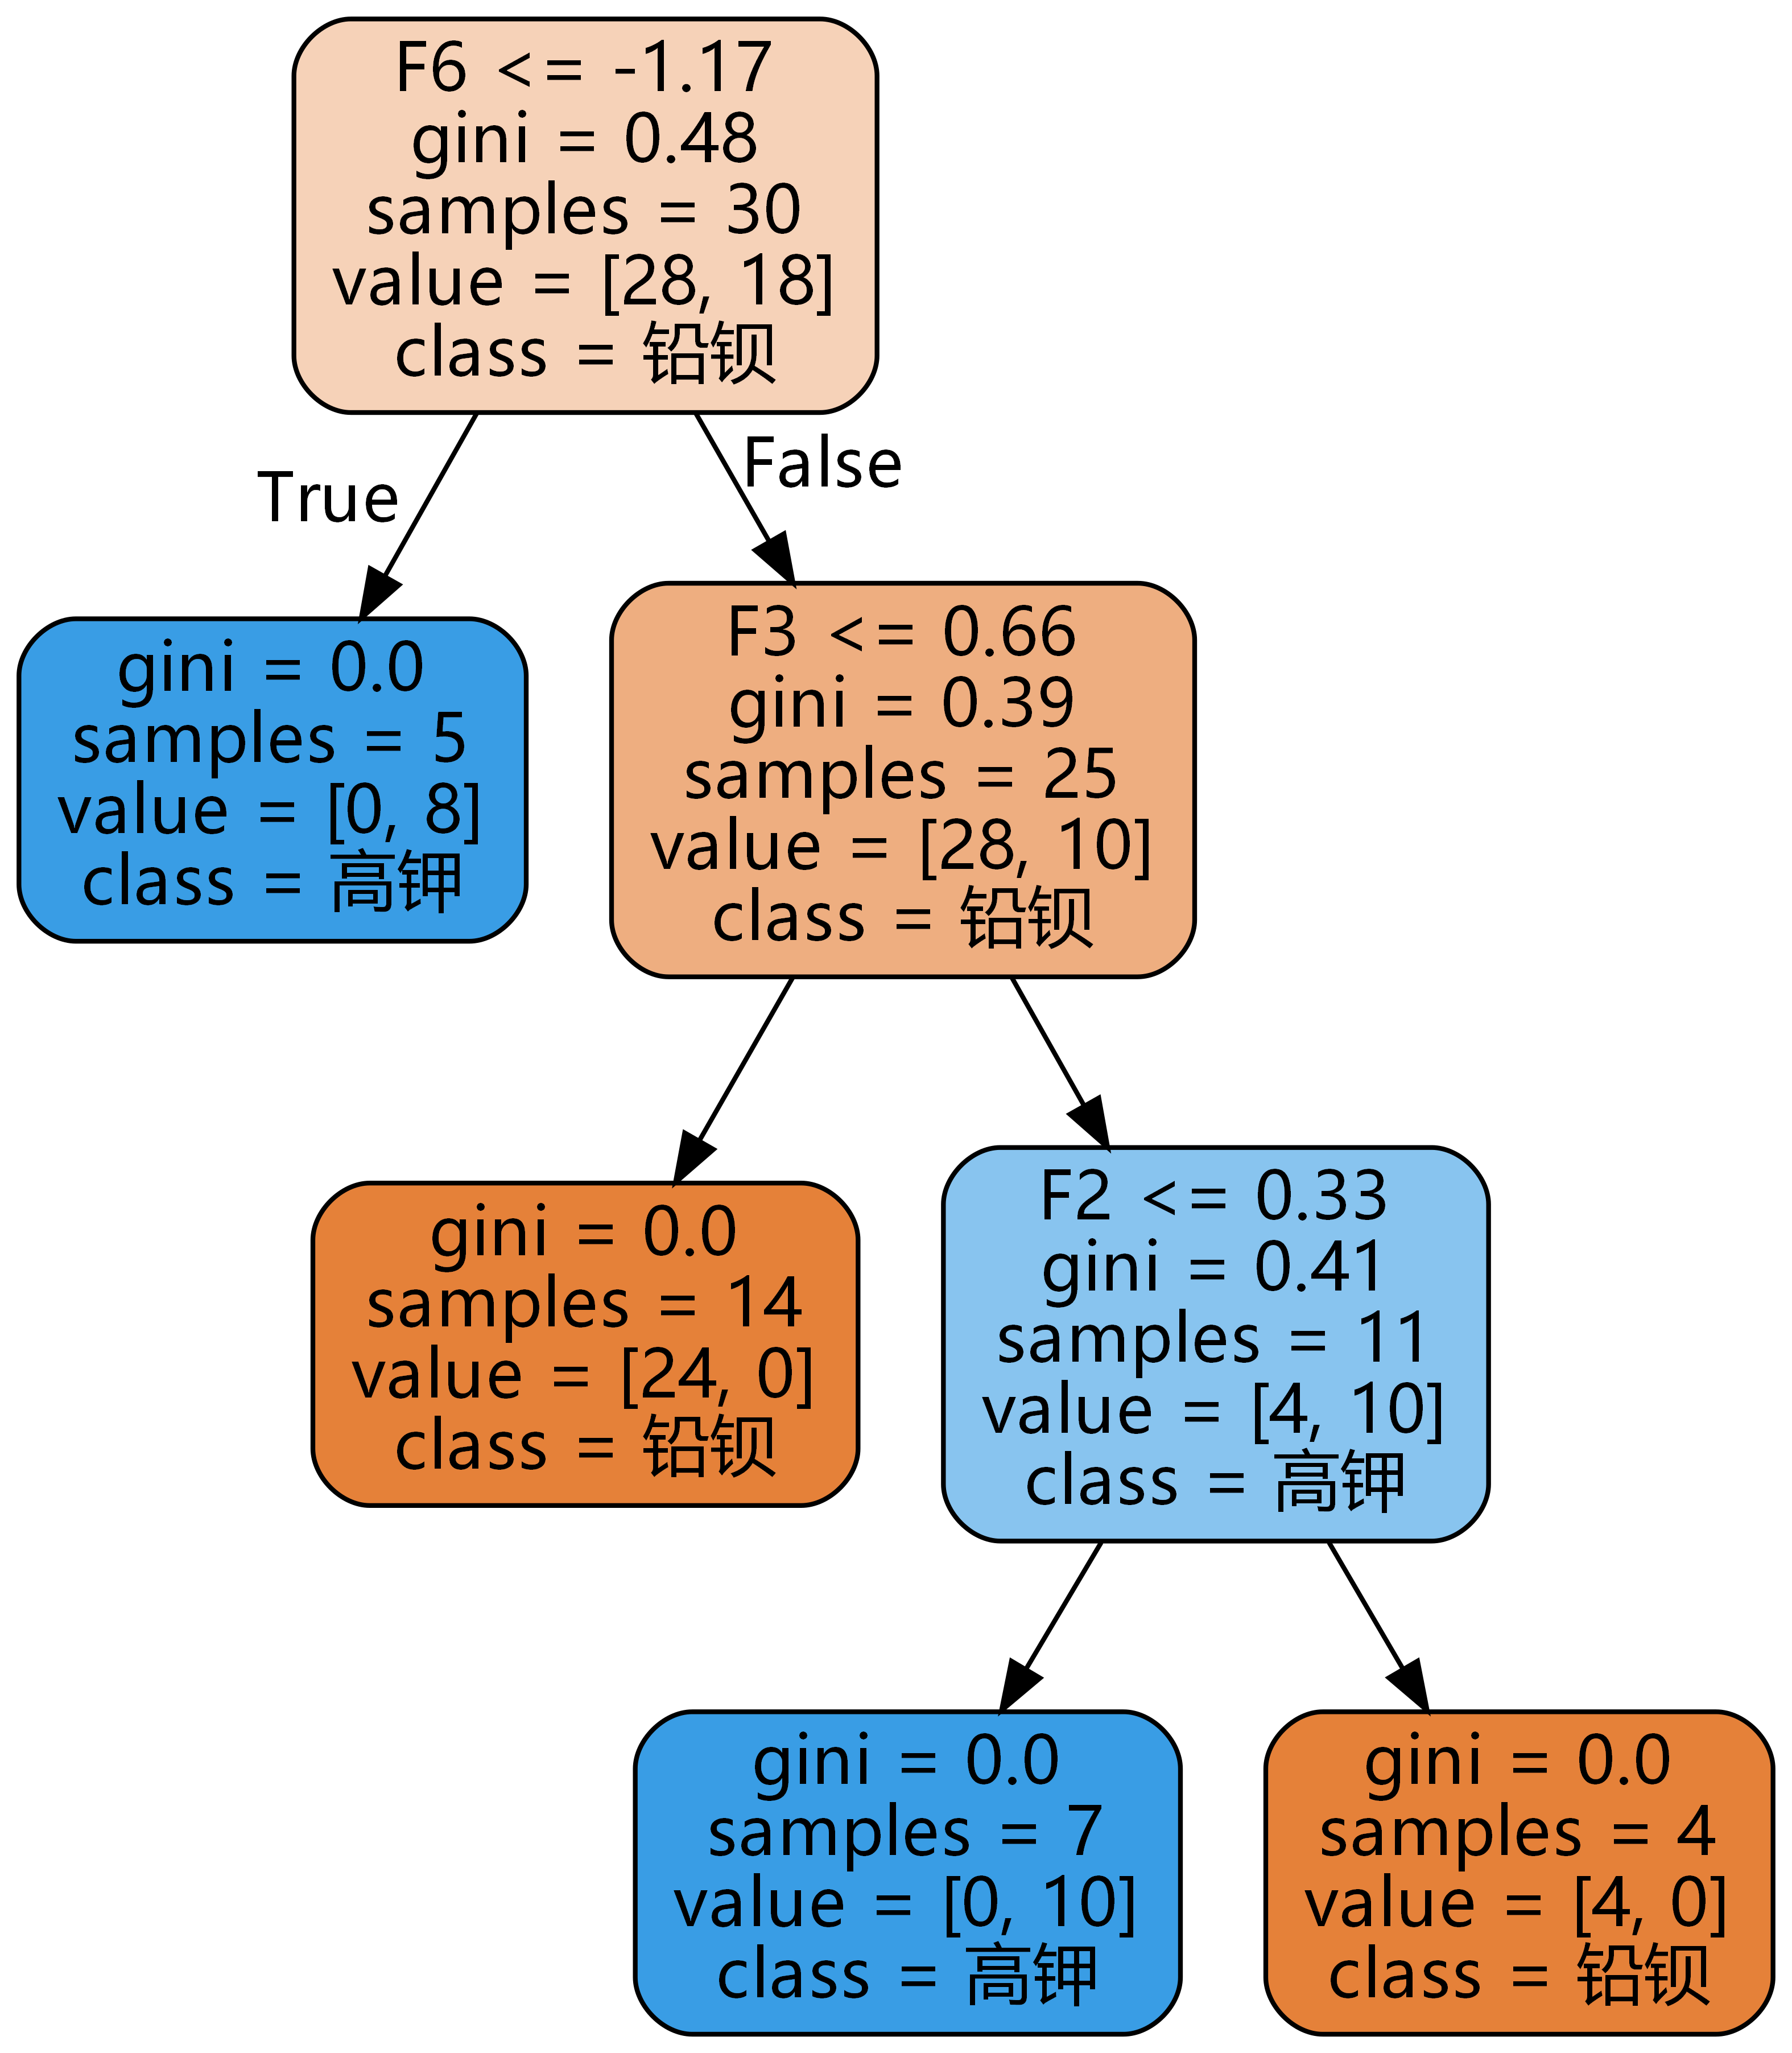 F6 <= -1.17
gini = 0.48
samples = 30
value = [28, 18]
class = 铅钡
True
False
gini = 0.0
samples = 5
value = [0, 8]
class = 高钾
F3 <= 0.66
gini = 0.39
samples = 25
value = [28, 10]
class = 铅钡
gini = 0.0
samples = 14
value = [24, 0]
class = 铅钡
F2 <= 0.33
gini = 0.41
samples = 11
value = [4, 10]
class = 高钾
gini = 0.0
samples = 7
value = [0, 10]
class = 高钾
gini = 0.0
samples = 4
value = [4, 0]
class = 铅钡